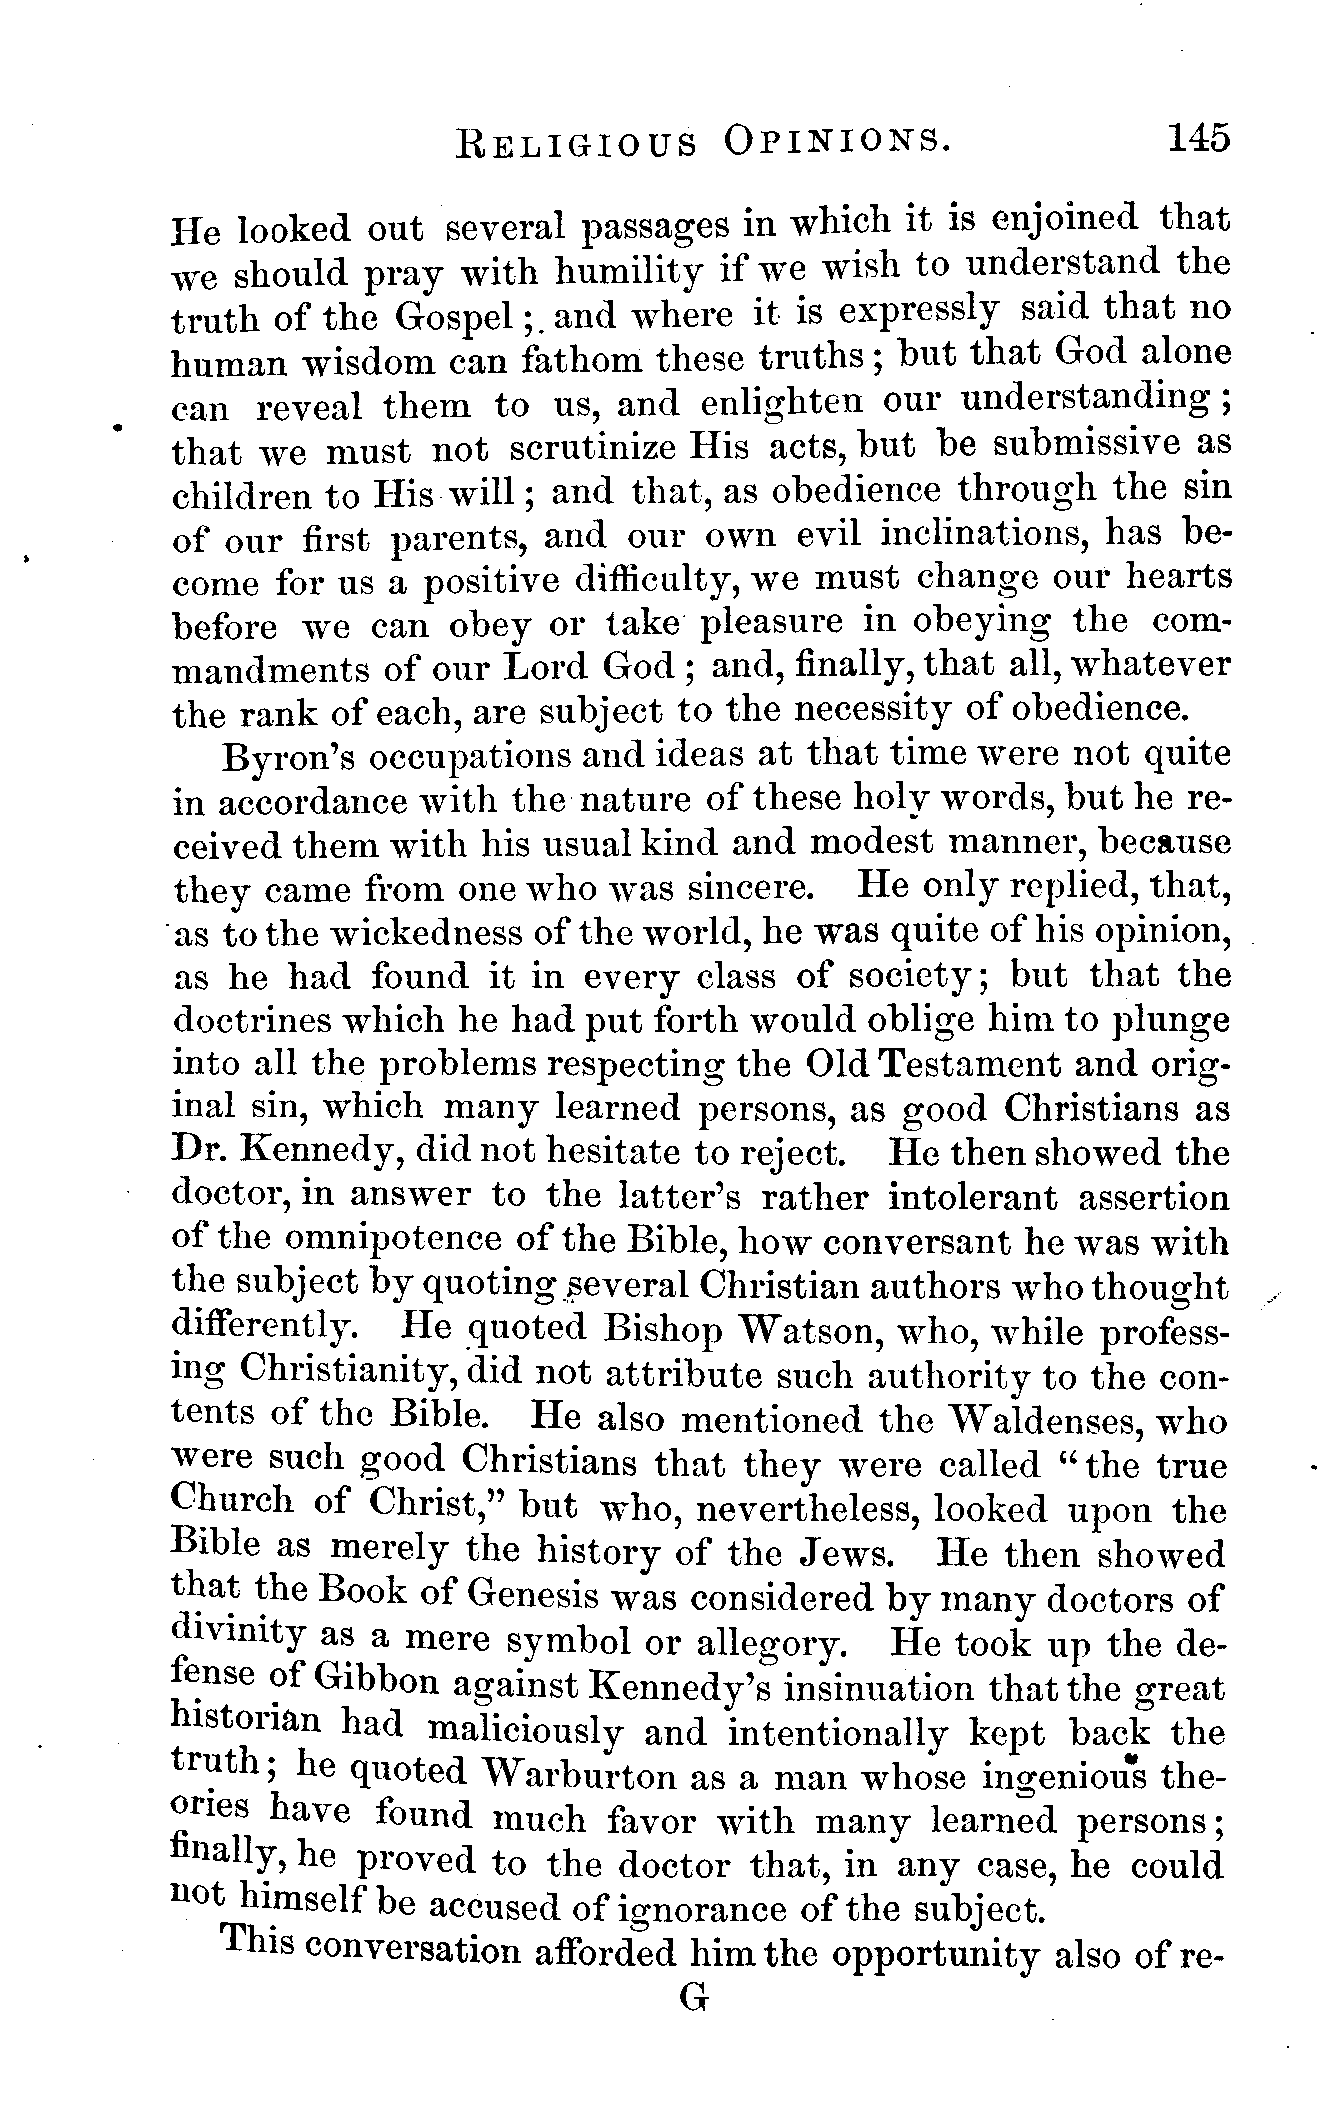 RELIGIOUS OPINIONS. 145
He looked out several passages in which it is enjoined that
we should pray with humility if we wish to understand the
truth of the Gospel; and where it is expressly said that no
human wisdom can fathom these truths; but that God alone
can reveal them to us, and enlighten our understanding;
that we must not scrutinize His acts, but be submissive as
children to His will; and that, as obedience through the sin
of our first parents, and our own evil inclinations, has be-
come for us a positive difficulty, we must change our hearts
before we can obey or take pleasure in obeying the com-
mandments of our Lord God; and, finally, that all, whatever
the rank of each, are subject to the necessity of obedience.
Byron's occupations and ideas at that time were not quite
in accordance with the nature of these holy words, but he re-
ceived them with his usual kind and modest manner, because
they came from one who was sincere. He only replied, that,
as to the wickedness of the world, he was quite of his opinion,
as he had found it in every class of society; but that the
doctrines which he had put forth would oblige him to plunge
into all the problems respecting the Old Testament and orig-
inal sin, which many learned persons, as good Christians as
Dr. Kennedy, did not hesitate to reject. He then showed the
doctor, in answer to the latter's rather intolerant assertion
of the omnipotence of the Bible, how conversant he was with
the subject by quoting several Christian authors who thought
differently. He quoted Bishop Watson, who, while profess-
ing Christianity, did not attribute such authority to the con-
tents of the Bible. He also mentioned the Waldenses, who
were such good Christians that they were called "the true
Church of Christ," but who, nevertheless, looked upon the
Bible as merely the history of the Jews. He then showed
that the Book of Genesis was considered by many doctors of
divinity as a mere symbol or allegory. He took up the de-
fense of Gibbon against Kennedy's insinuation that the great
historian had maliciously and intentionally kept back the
truth; he quoted Warburton as a man whose ingenious the-
ories have found much favor with many learned persons;
finally, he proved to the doctor that, in any case, he could
not himself be accused of ignorance of the subject.
This conversation afforded him the opportunity also of re-
G